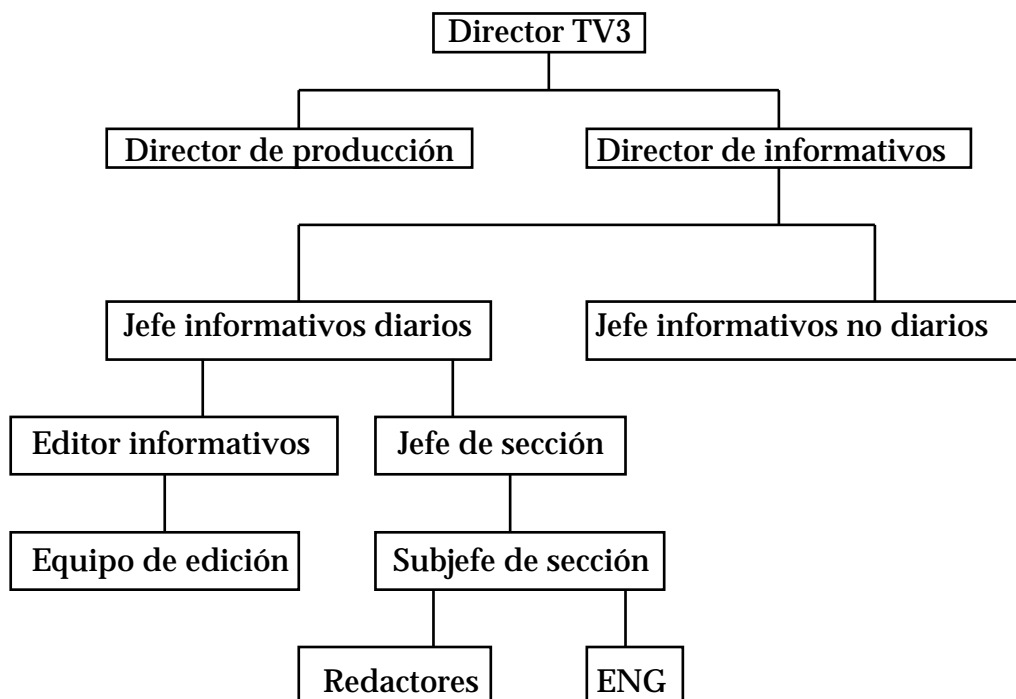 Director TV3
Director de producción
Director de informativos
Jefe informativos diarios
Jefe informativos no diarios
Editor informativos
Jefe de sección
Equipo de edición
Subjefe de sección
Redactores
ENG